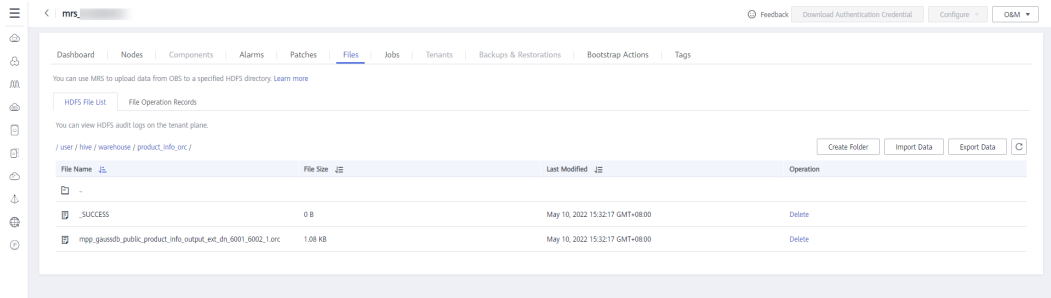 mrs_
Feedback Download Authentication Credential Configure O&M
Dashboard Nodes Components Alarms Patches Files Jobs Tenants Backups & Restorations Bootstrap Actions Tags
You can use MRS to upload data from OBS to a specified HDFS directory. Learn more
HDFS File List File Operation Records
You can view HDFS audit logs on the tenant plane.
/ user / hive / warehouse / product_info_orc /
Create Folder Import Data Export Data
File Name File Size Last Modified Operation
..
_SUCCESS 0 B May 10, 2022 15:32:17 GMT+08:00 Delete
mpp_gaussdb_public_product_info_output_ext_dn_6001_6002_1.orc 1.08 KB May 10, 2022 15:32:17 GMT+08:00 Delete